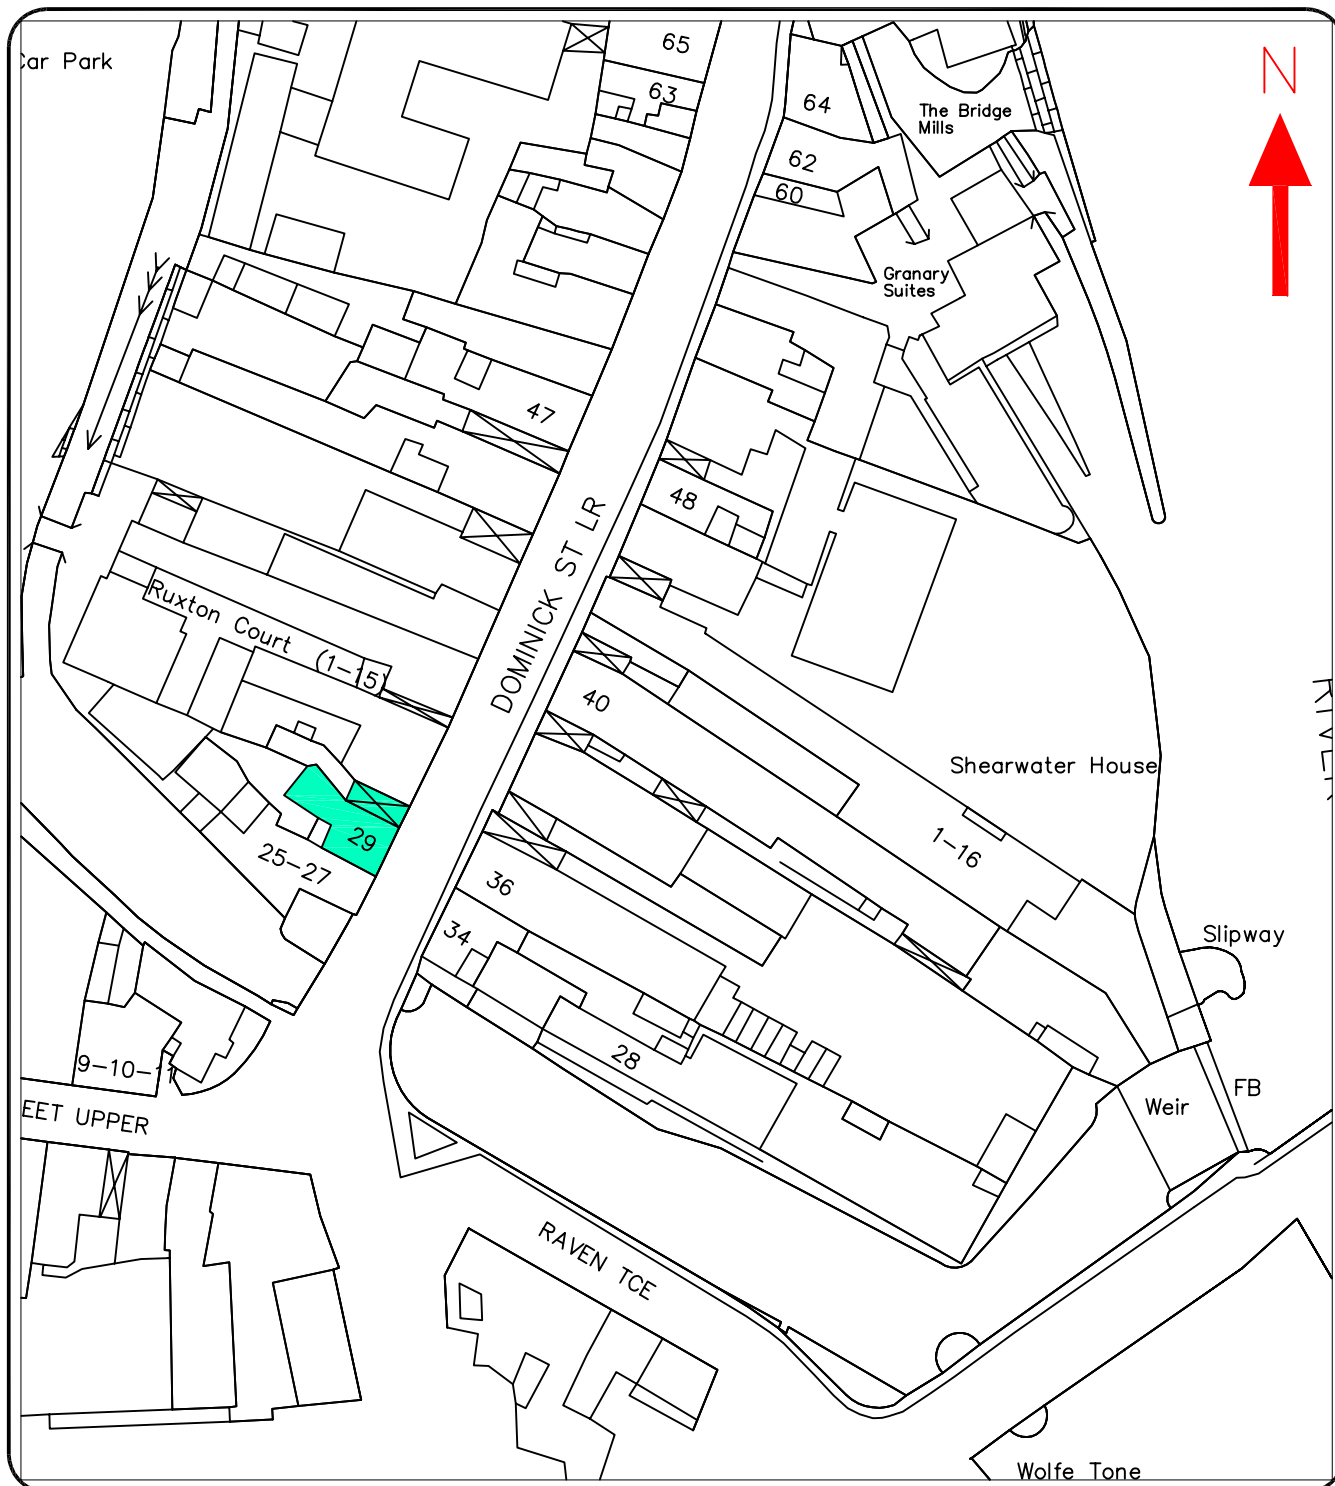 65
Car Park
N
63
64
The Bridge
Mills
62
60
Granary
Suites
47
48
DOMINICK ST LR
Ruxton Court (1-15)
40
RIVER
Shearwater House
29
1-16
25-27
36
34
Slipway
28
9-10-11
FB
Weir
EET UPPER
RAVEN TCE
Wolfe Tone